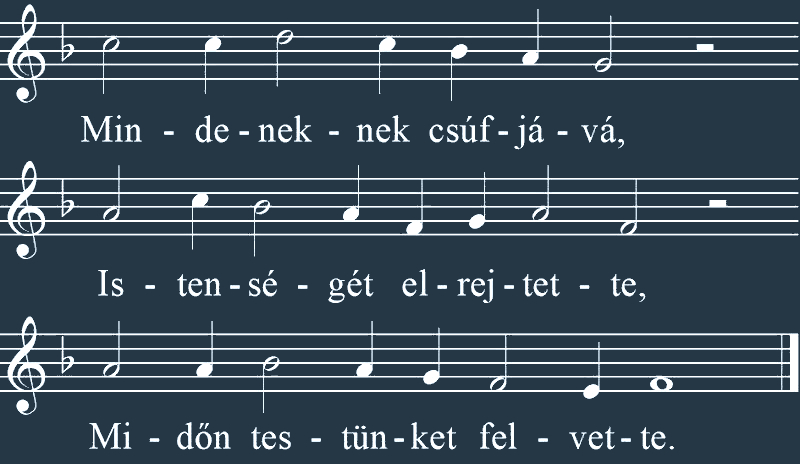 Min - de - nek - nek csúf - já - vá,
Is - ten - sé - gét el - rej - tet - te,
Mi - dőn tes - tün - ket fel - vet - te.